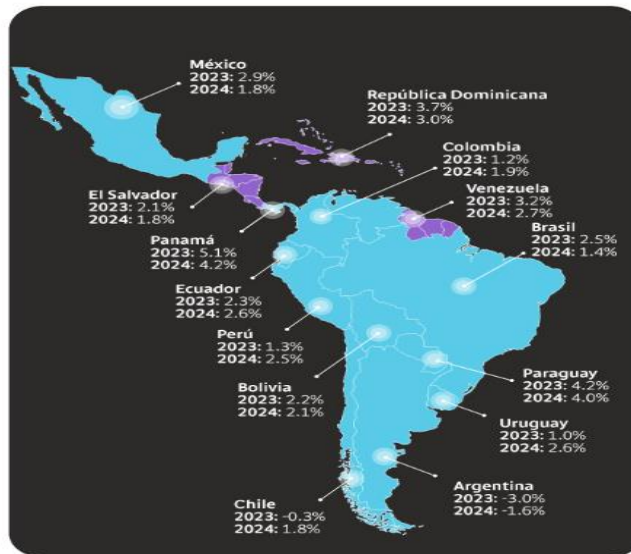 México
2023: 2.9%
2024: 1.8%
República Dominicana
2023: 3.7%
2024: 3.0%
Colombia
2023: 1.2%
2024: 1.9%
El Salvador
2023: 2.1%
2024: 1.8%
Venezuela
2023: 3.2%
2024: 2.7%
Panamá
2023: 5.1%
2024: 4.2%
Brasil
2023: 2.5%
2024: 1.4%
Ecuador
2023: 2.3%
2024: 2.6%
Perú
2023: 1.3%
2024: 2.5%
Bolivia
2023: 2.2%
2024: 2.1%
Paraguay
2023: 4.2%
2024: 4.0%
Uruguay
2023: 1.0%
2024: 2.6%
Argentina
2023: -3.0%
2024: -1.6%
Chile
2023: -0.3%
2024: 1.8%